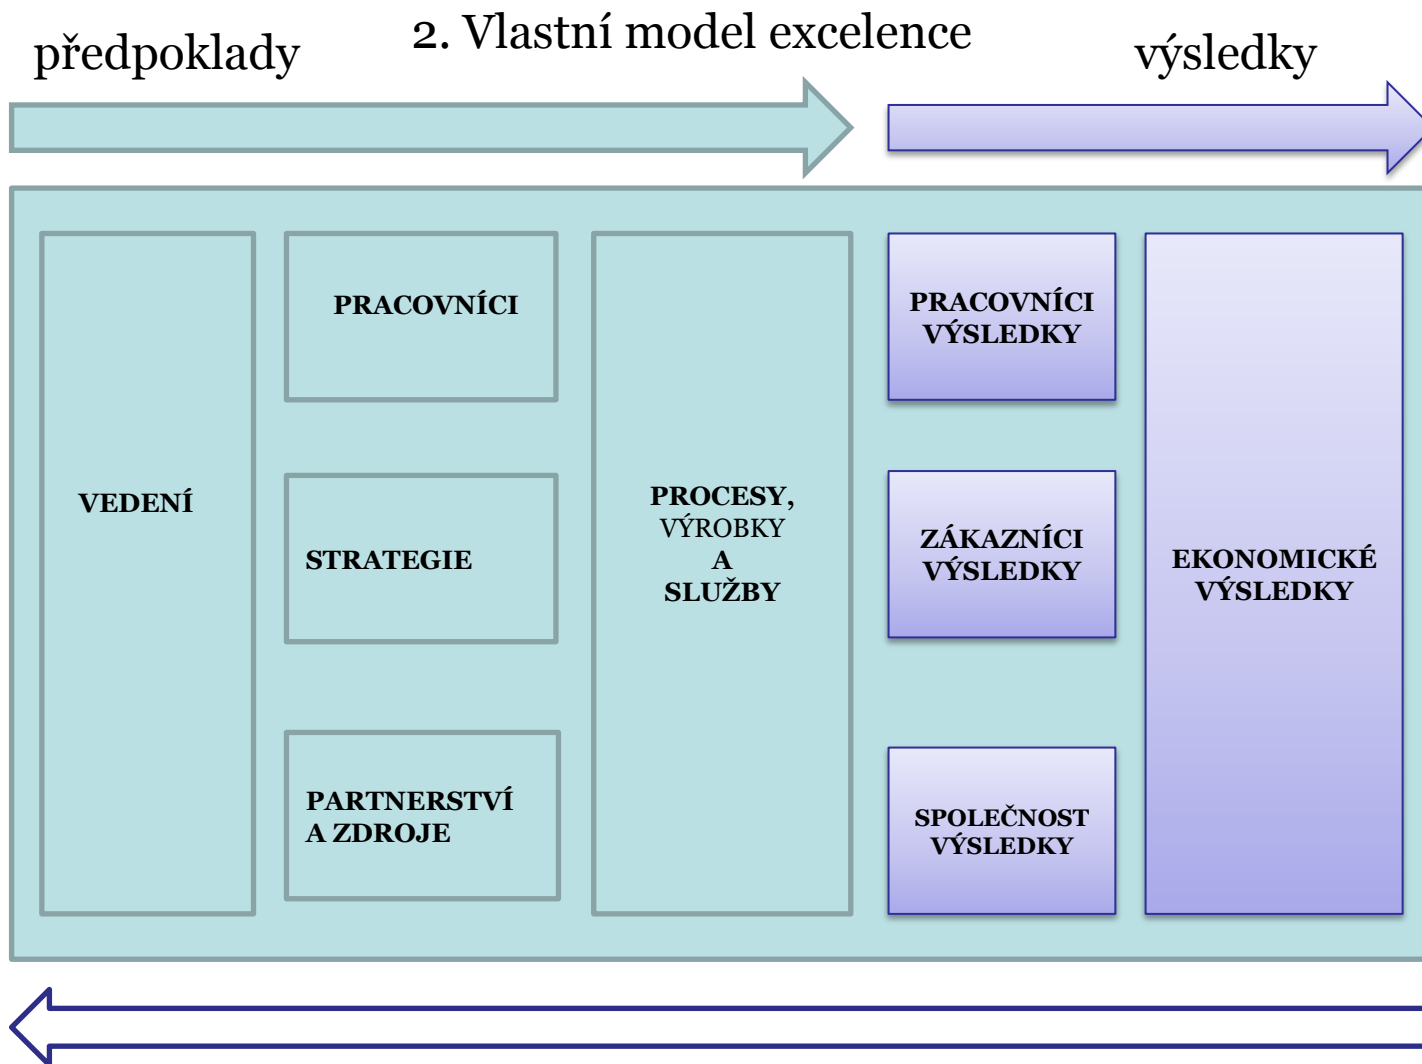 předpoklady
2. Vlastní model excelence
výsledky
VEDENÍ
PRACOVNÍCI
STRATEGIE
PARTNERSTVÍ
A ZDROJE
PROCESY,
VÝROBKY
A
SLUŽBY
PRACOVNÍCI
VÝSLEDKY
ZÁKAZNÍCI
VÝSLEDKY
SPOLEČNOST
VÝSLEDKY
EKONOMICKÉ
VÝSLEDKY